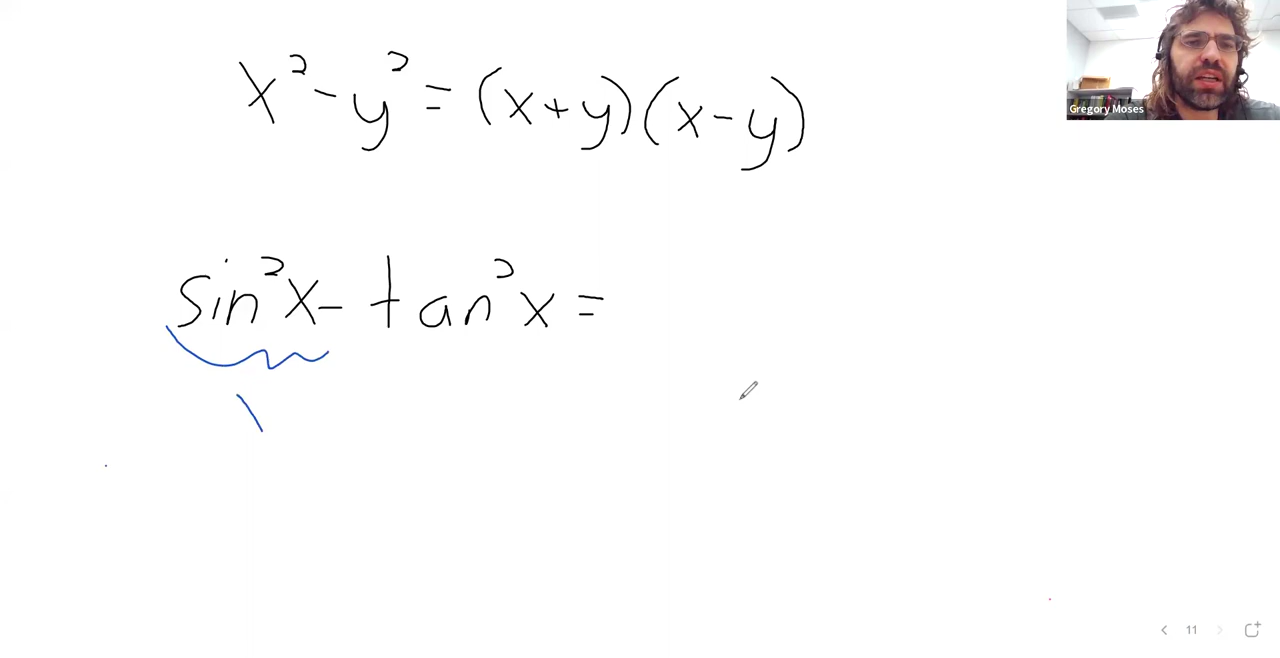 x² - y² = (x+y)(x-y)
Gregory Moses
sin²x - tan²x =
11